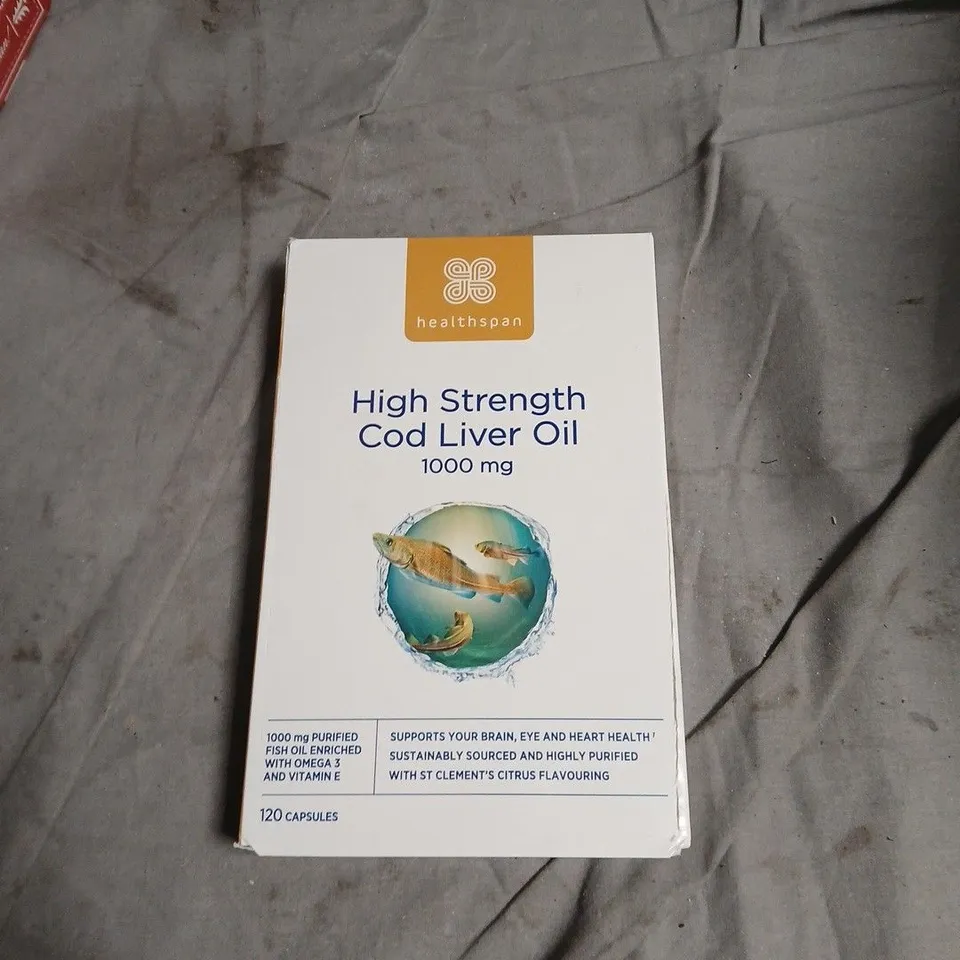 healthspan
High Strength
Cod Liver Oil
1000 mg
1000 mg PURIFIED
FISH OIL ENRICHED
WITH OMEGA 3
AND VITAMIN E
SUPPORTS YOUR BRAIN, EYE AND HEART HEALTH
SUSTAINABLY SOURCED AND HIGHLY PURIFIED
WITH ST CLEMENT'S CITRUS FLAVOURING
120 CAPSULES